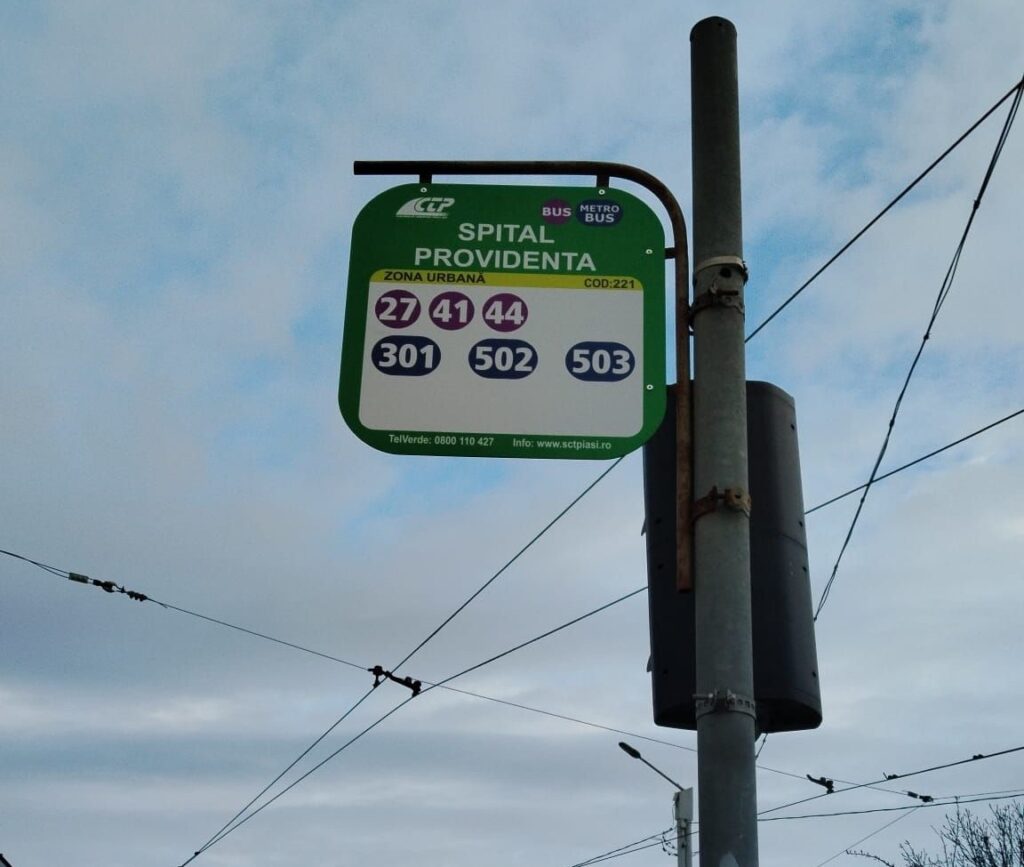 CTP BUS METRO BUS
SPITAL
PROVIDENTA
ZONA URBANĂ COD:221
27 41 44
301 502 503
TelVerde: 0800 110 427 Info: www.sctpiasi.ro